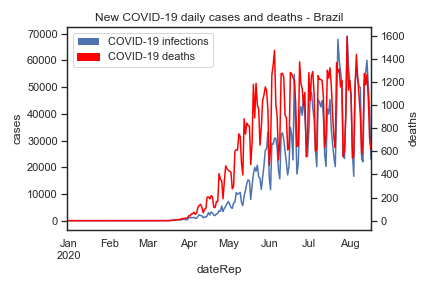 New COVID-19 daily cases and deaths - Brazil
COVID-19 infections
COVID-19 deaths
cases
70000
60000
50000
40000
30000
20000
10000
0
1600
1400
1200
1000
800
600
400
200
0
deaths
Jan Feb Mar Apr May Jun Jul Aug
2020
dateRep